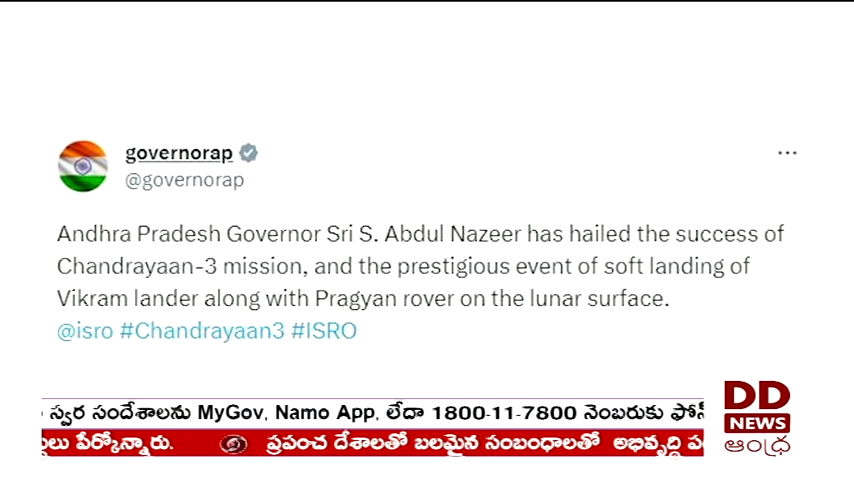 governorap
@governorap
Andhra Pradesh Governor Sri S. Abdul Nazeer has hailed the success of
Chandrayaan-3 mission, and the prestigious event of soft landing of
Vikram lander along with Pragyan rover on the lunar surface.
@isro #Chandrayaan3 #ISRO
స్వర సందేశాలను MyGov, Namo App, లేదా 1800-11-7800 నెంబరుకు ఫోన్
పేర్కొన్నారు. ప్రపంచ దేశాలతో బలమైన సంబంధాలతో అభివృద్ధి
DD
NEWS
ఆంధ్ర